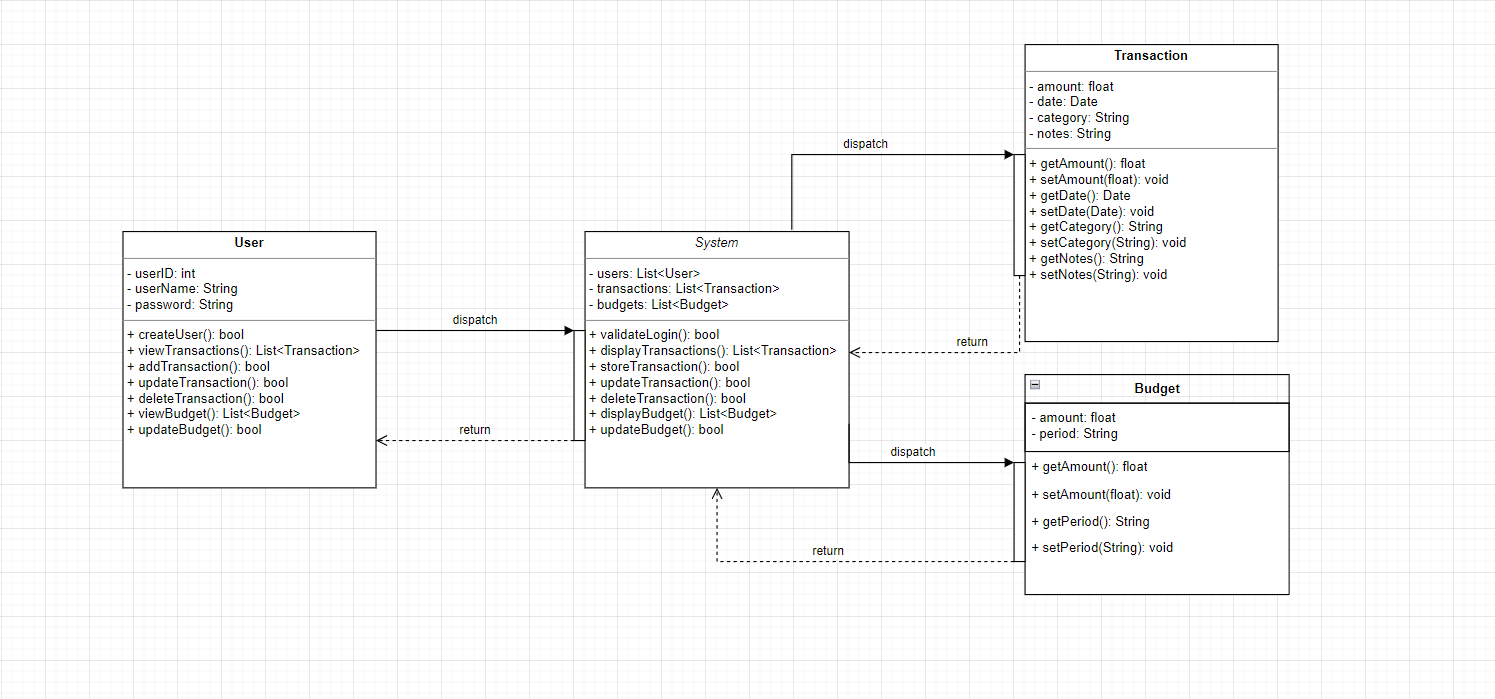 User
- userID: int
- userName: String
- password: String
+ createUser(): bool
+ viewTransactions(): List<Transaction>
+ addTransaction(): bool
+ updateTransaction(): bool
+ deleteTransaction(): bool
+ viewBudget(): List<Budget>
+ updateBudget(): bool
dispatch
return
System
- users: List<User>
- transactions: List<Transaction>
- budgets: List<Budget>
+ validateLogin(): bool
+ displayTransactions(): List<Transaction>
+ storeTransaction(): bool
+ updateTransaction(): bool
+ deleteTransaction(): bool
+ displayBudget(): List<Budget>
+ updateBudget(): bool
dispatch
return
Transaction
- amount: float
- date: Date
- category: String
- notes: String
+ getAmount(): float
+ setAmount(float): void
+ getDate(): Date
+ setDate(Date): void
+ getCategory(): String
+ setCategory(String): void
+ getNotes(): String
+ setNotes(String): void
dispatch
return
Budget
- amount: float
- period: String
+ getAmount(): float
+ setAmount(float): void
+ getPeriod(): String
+ setPeriod(String): void